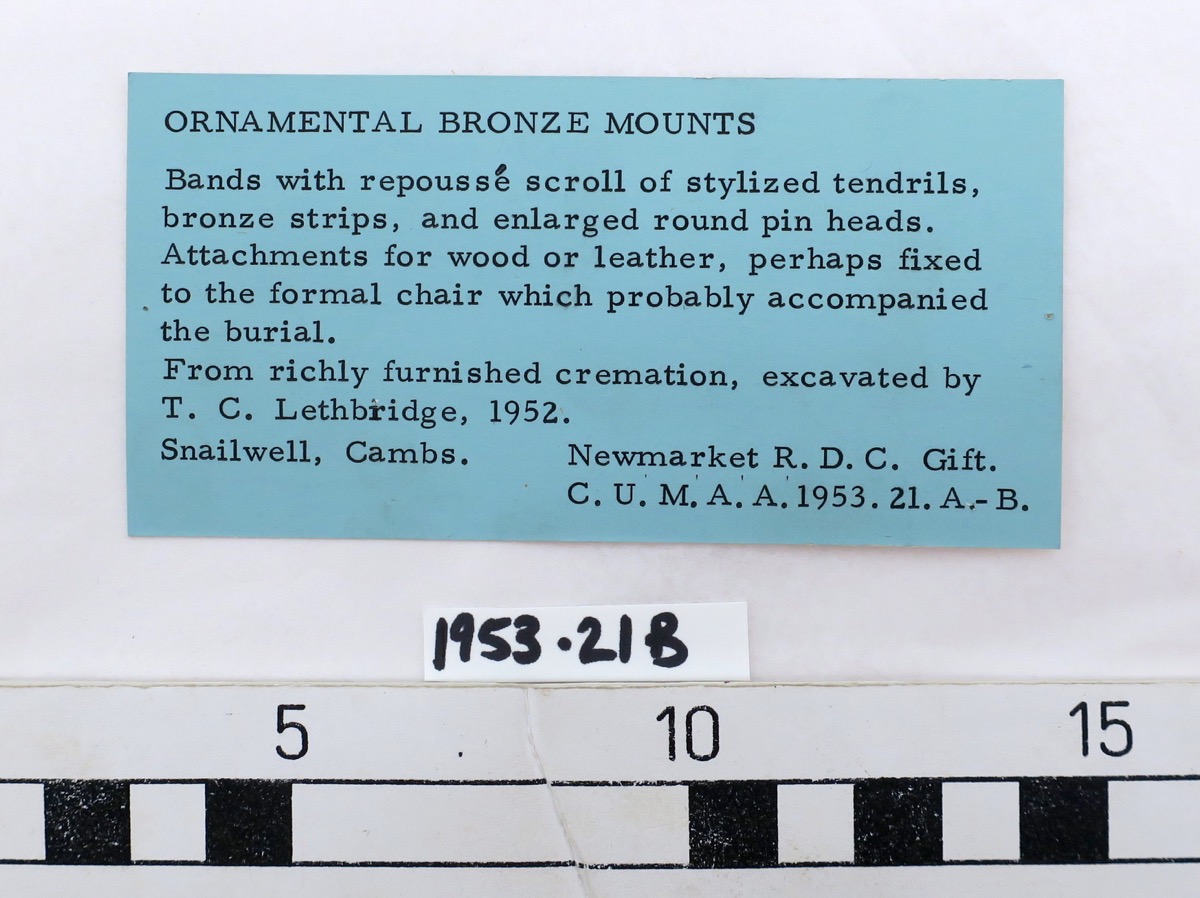 ORNAMENTAL BRONZE MOUNTS
Bands with repoussé scroll of stylized tendrils,
bronze strips, and enlarged round pin heads.
Attachments for wood or leather, perhaps fixed
to the formal chair which probably accompanied
the burial.
From richly furnished cremation, excavated by
T. C. Lethbridge, 1952.
Snailwell, Cambs. Newmarket R. D. C. Gift.
C. U. M. A. A. 1953. 21. A.- B.
1953.21B
5 10 15